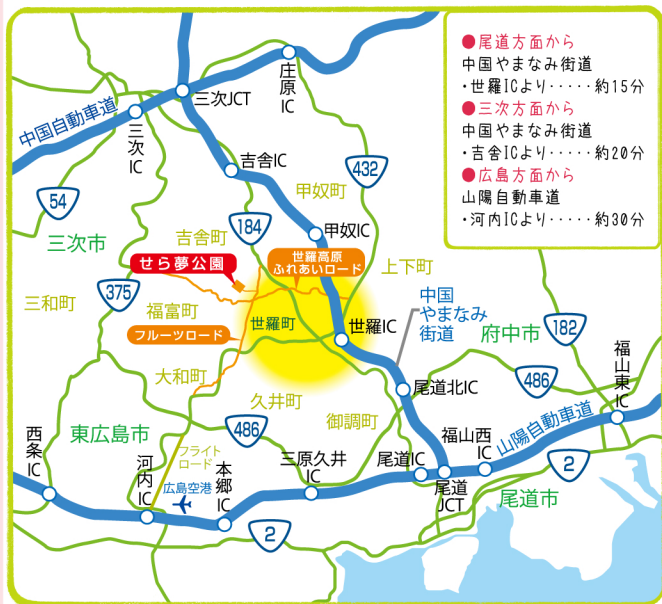 ●尾道方面から
中国やまなみ街道
・世羅ICより・・・・・約15分
●三次方面から
中国やまなみ街道
・吉舎ICより・・・・・約20分
●広島方面から
山陽自動車道
・河内ICより・・・・・約30分
庄原IC
三次JCT
中国自動車道
三次IC
吉舎IC
432
甲奴町
54
184
甲奴IC
吉舎町
三次市
世羅高原
ふれあいロード
せら夢公園
上下町
375
三和町
福富町
中国
やまなみ
街道
世羅町
世羅IC
フルーツロード
府中市
182
福山東IC
大和町
486
尾道北IC
久井町
御調町
東広島市
486
福山西
IC
山陽自動車道
西条IC
フライト
ロード
三原久井
IC
尾道IC
2
河内IC
広島空港
本郷IC
尾道
JCT
尾道市
2